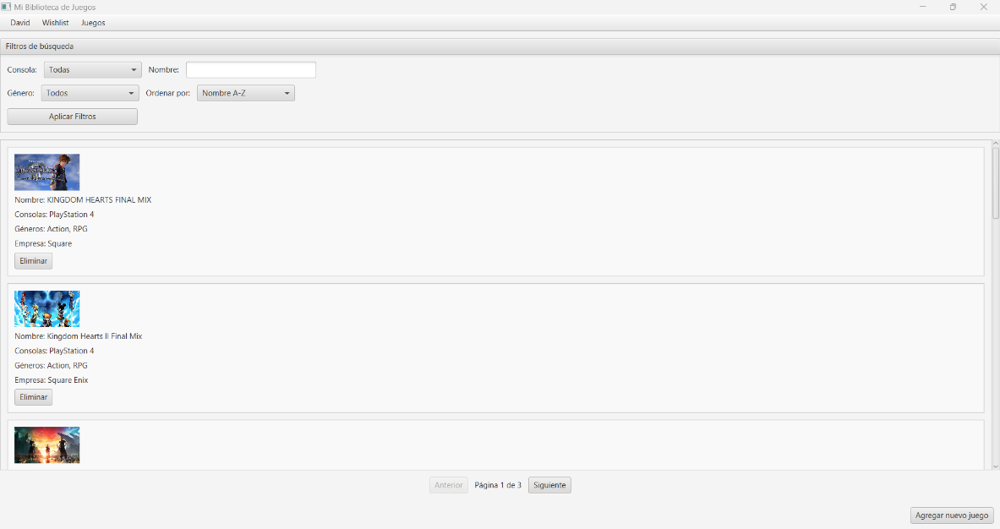 Mi Biblioteca de Juegos
David Wishlist Juegos
Filtros de búsqueda
Consola: Todas Nombre:
Género: Todos Ordenar por: Nombre A-Z
Aplicar Filtros
Nombre: KINGDOM HEARTS FINAL MIX
Consolas: PlayStation 4
Géneros: Action, RPG
Empresa: Square
Eliminar
Nombre: Kingdom Hearts II Final Mix
Consolas: PlayStation 4
Géneros: Action, RPG
Empresa: Square Enix
Eliminar
Anterior Página 1 de 3 Siguiente
Agregar nuevo juego